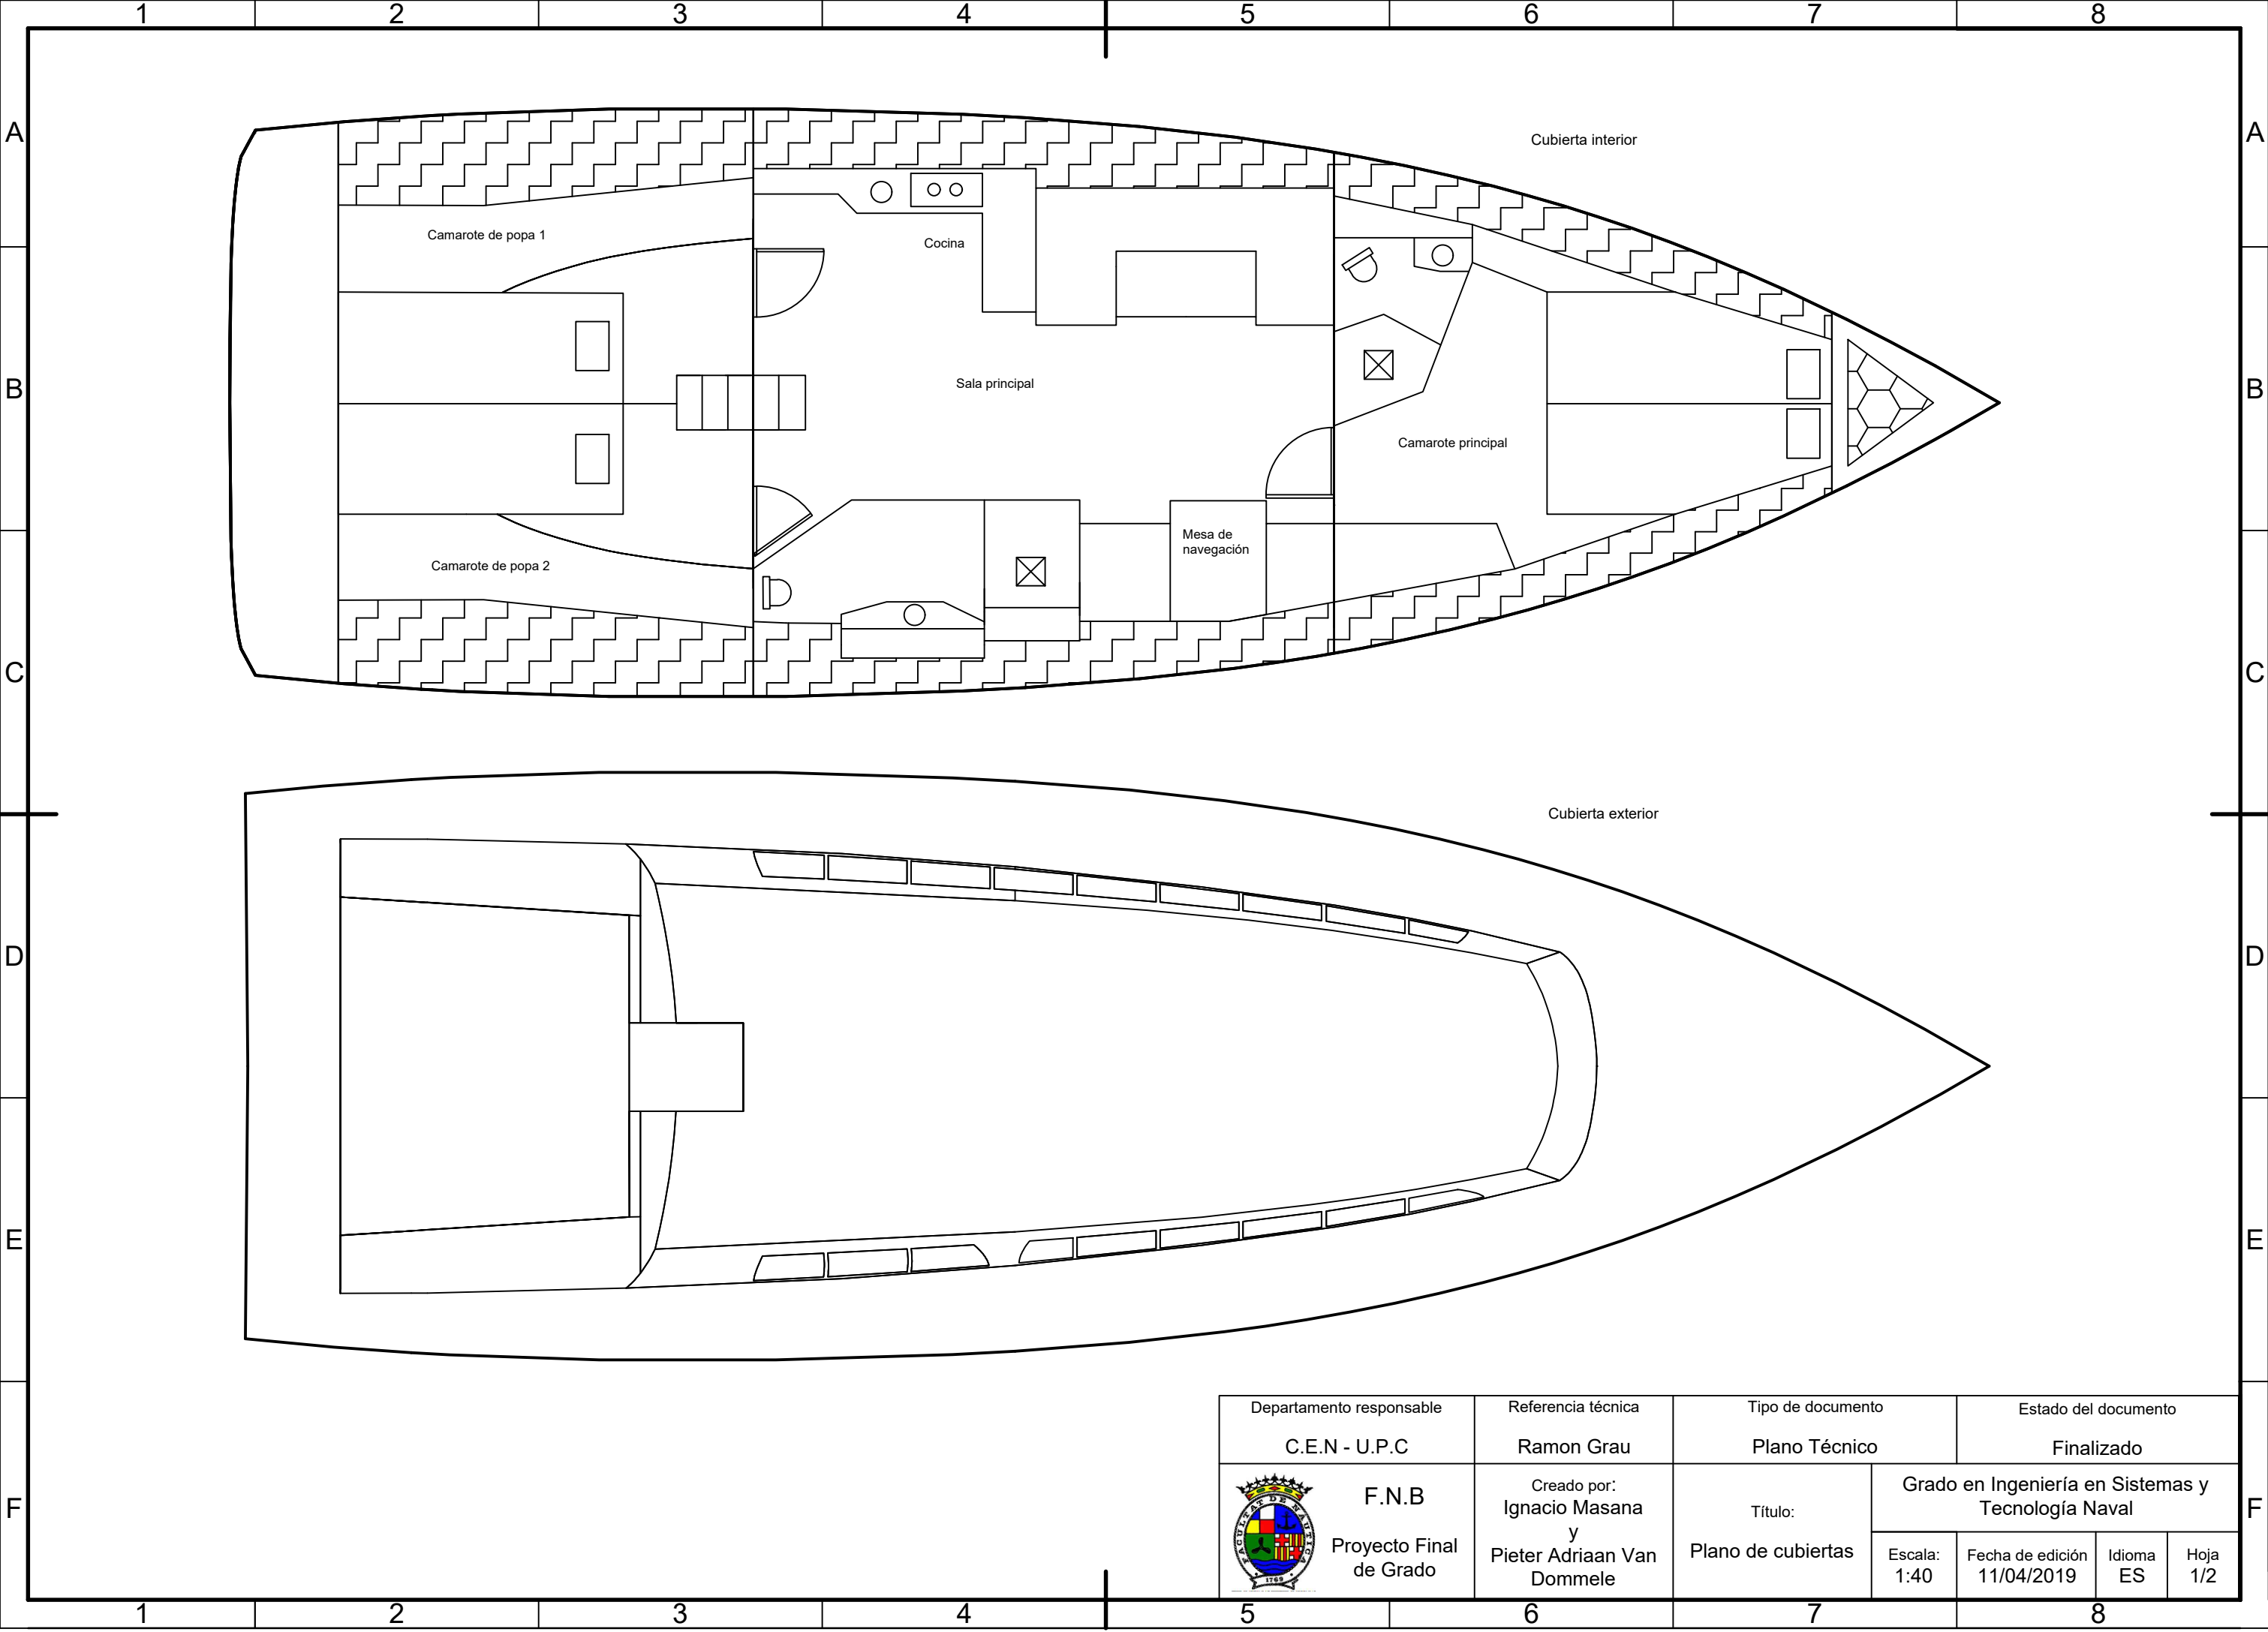 1 2 3 4 5 6 7 8
A A
Cubierta interior
Camarote de popa 1
Cocina
B B
Sala principal
Camarote principal
Mesa de
navegación
Camarote de popa 2
C C
Cubierta exterior
D D
E E
Departamento responsable
C.E.N - U.P.C
Referencia técnica
Ramon Grau
Tipo de documento
Plano Técnico
Estado del documento
Finalizado
FACULTAT DE NAUTICA
1769
F.N.B
Proyecto Final
de Grado
Creado por:
Ignacio Masana
y
Pieter Adriaan Van
Dommele
Título:
Plano de cubiertas
Grado en Ingeniería en Sistemas y
Tecnología Naval
Escala:
1:40
Fecha de edición
11/04/2019
Idioma
ES
Hoja
1/2
F F
1 2 3 4 5 6 7 8